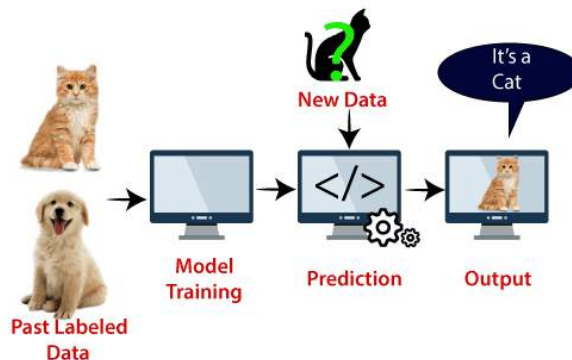 It's a
Cat
?
New Data
</>
Model
Training
Prediction
Output
Past Labeled
Data